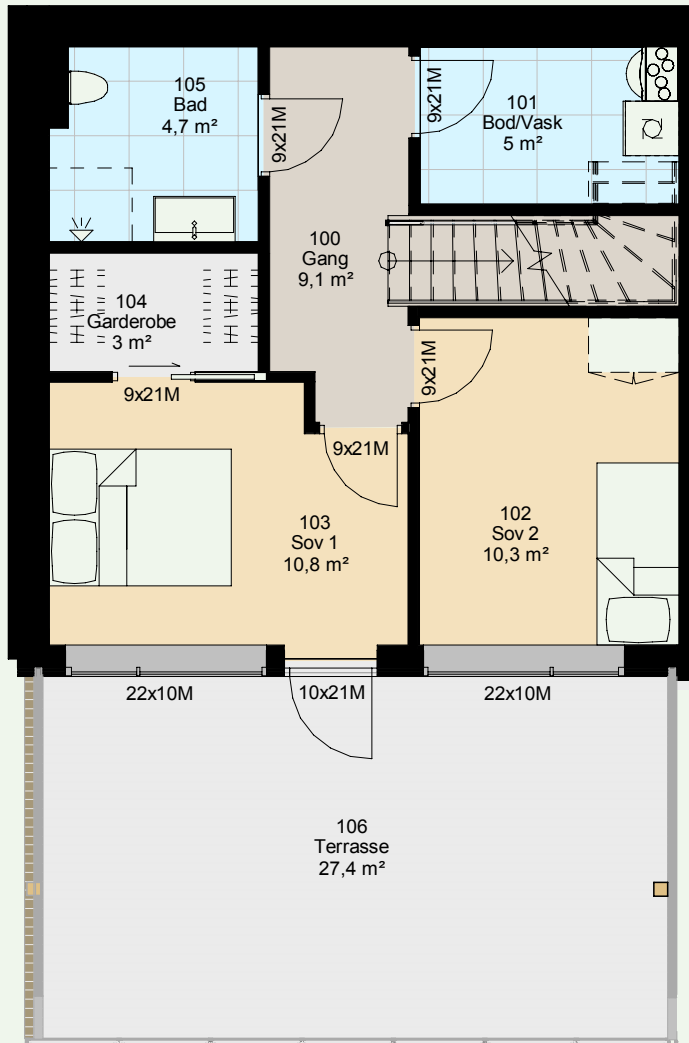 105
Bad
4,7 m²
9x21M
9x21M
101
Bod/Vask
5 m²
100
Gang
9,1 m²
104
Garderobe
3 m²
9x21M
9x21M
9x21M
103
Sov 1
10,8 m²
102
Sov 2
10,3 m²
22x10M
10x21M
22x10M
106
Terrasse
27,4 m²